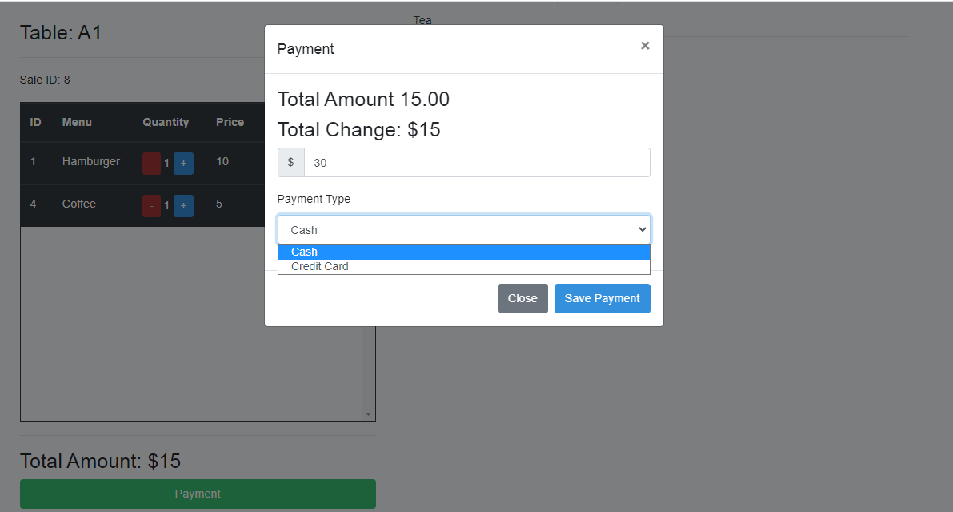 Tea
Table: A1
Sale ID: 8
ID Menu Quantity Price
1 Hamburger 1 + 10
4 Coffee - 1 + 5
Total Amount: $15
Payment
Payment ×
Total Amount 15.00
Total Change: $15
$ 30
Payment Type
Cash
Cash
Credit Card
Close Save Payment